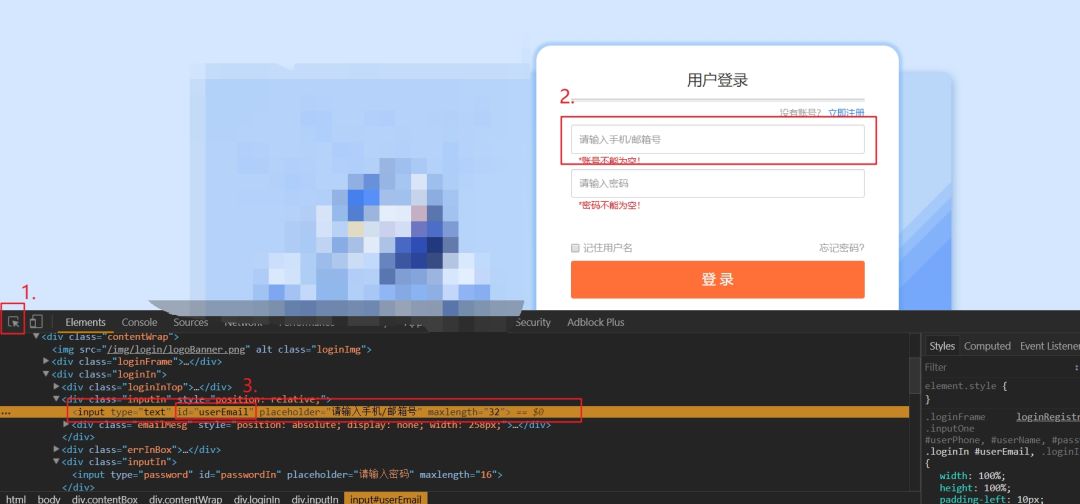 用户登录
2.
没有账号? 立即注册
请输入手机/邮箱号
*账号不能为空!
请输入密码
*密码不能为空!
记住用户名
忘记密码?
登 录
1.
Elements Console Sources Network Performance Security Adblock Plus
<div class="contentWrap">
<img src="/img/login/logoBanner.png" alt class="loginImg">
<div class="loginFrame">…</div>
<div class="loginIn">
<div class="loginInTop">…</div>
3.
<div class="inputIn" style="position: relative;">
<input type="text" id="userEmail" placeholder="请输入手机/邮箱号" maxlength="32"> == $0
<div class="emailMesg" style="position: absolute; display: none; width: 258px;">…</div>
</div>
<div class="errInBox">…</div>
<div class="inputIn">
<input type="password" id="passwordIn" placeholder="请输入密码" maxlength="16">
</div>
html body div.contentBox div.contentWrap div.loginIn div.inputIn input#userEmail
Styles Computed Event Listener
Filter
element.style {
}
.loginFrame loginRegistr
.inputOne
#userPhone, #userName, #pass
.loginIn #userEmail, .loginI
{
width: 100%;
height: 100%;
padding-left: 10px;